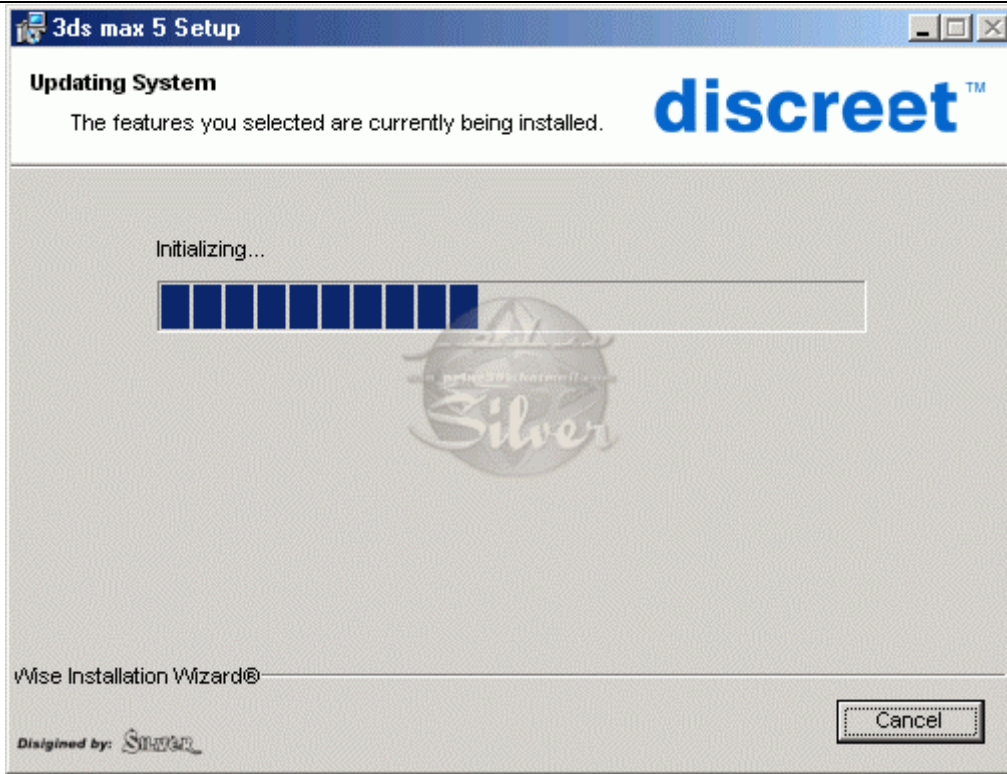 3ds max 5 Setup
Updating System
The features you selected are currently being installed.
discreet™
Initializing...
Silver
Wise Installation Wizard®
Cancel
Disigined by: Silver